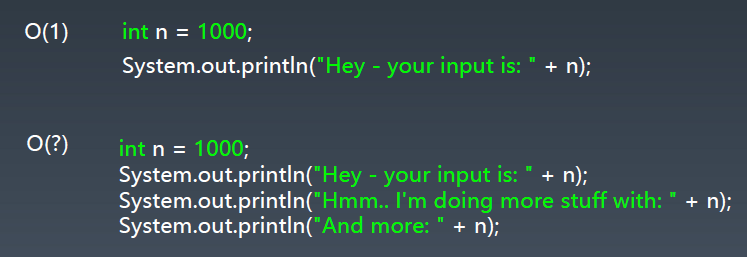 O(1) int n = 1000;
System.out.println("Hey - your input is: " + n);
O(?) int n = 1000;
System.out.println("Hey - your input is: " + n);
System.out.println("Hmm.. I'm doing more stuff with: " + n);
System.out.println("And more: " + n);